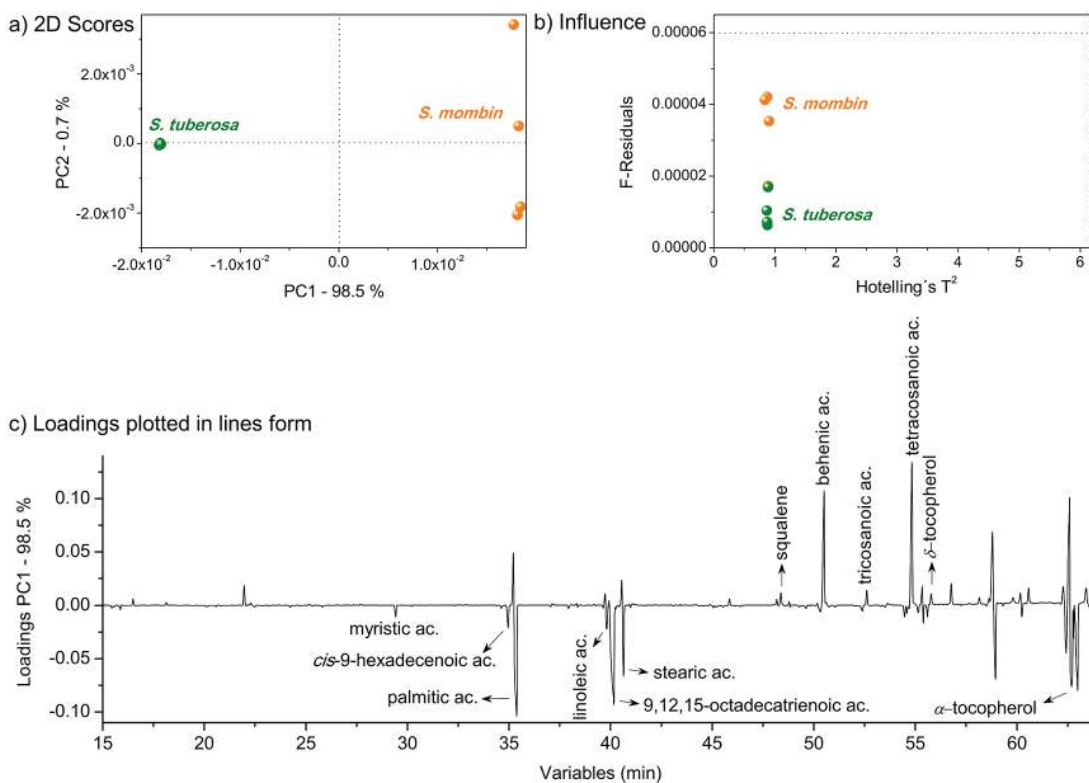 a) 2D Scores
2.0x10⁻³
0.0
-2.0x10⁻³
PC2 - 0.7 %
S. tuberosa
S. mombin
-2.0x10⁻²
-1.0x10⁻²
0.0
1.0x10⁻²
PC1 - 98.5 %
b) Influence
0.00006
0.00004
0.00002
0.00000
F-Residuals
S. mombin
S. tuberosa
0
1
2
3
4
5
6
Hotelling´s T²
c) Loadings plotted in lines form
0.10
0.05
0.00
-0.05
-0.10
Loadings PC1 - 98.5 %
myristic ac.
cis-9-hexadecenoic ac.
palmitic ac.
linoleic ac.
stearic ac.
9,12,15-octadecatrienoic ac.
squalene
behenic ac.
tricosanoic ac.
tetracosanoic ac.
δ–tocopherol
α–tocopherol
15
20
25
30
35
40
45
50
55
60
Variables (min)